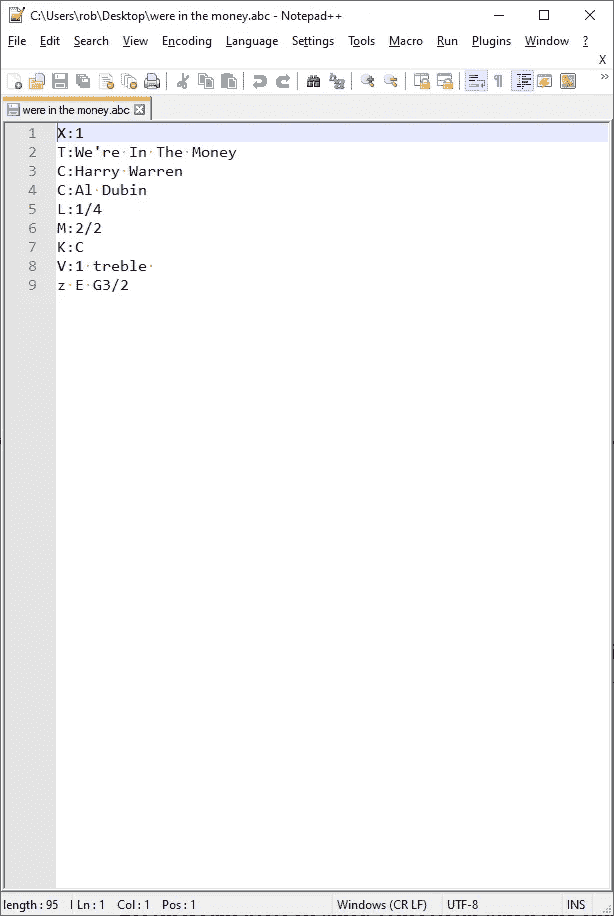 C:\Users\rob\Desktop\were in the money.abc - Notepad++
File Edit Search View Encoding Language Settings Tools Macro Run Plugins Window ?
X
were in the money.abc
1 X:1
2 T:We're In The Money
3 C:Harry Warren
4 C:Al Dubin
5 L:1/4
6 M:2/2
7 K:C
8 V:1 treble
9 z E G3/2
length : 95 l Ln : 1 Col : 1 Pos : 1 Windows (CR LF) UTF-8 INS